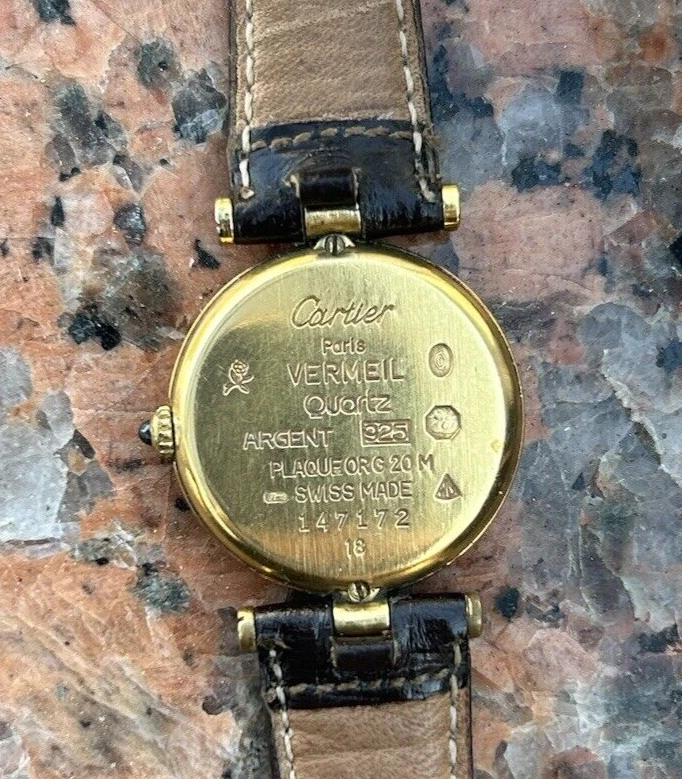 Cartier
Paris
VERMEIL
Quartz
ARGENT 925
PLAQUE OR G 20 M
SWISS MADE
147172
18